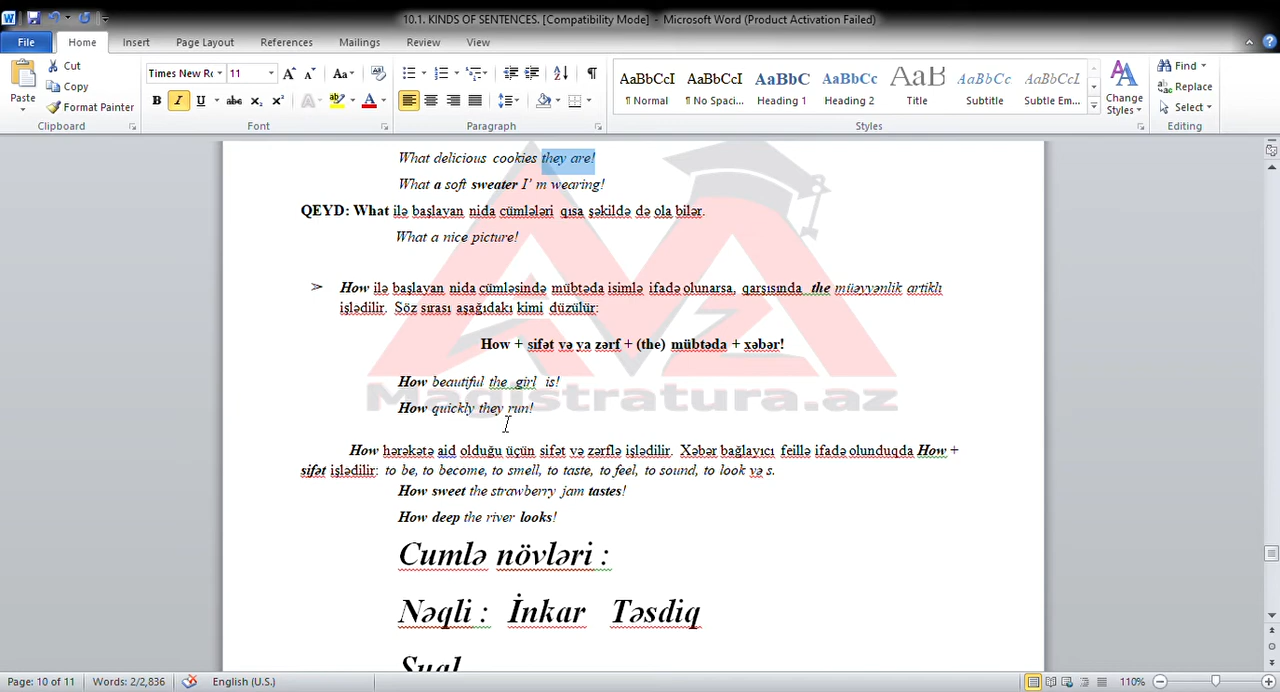 10.1. KINDS OF SENTENCES. [Compatibility Mode] - Microsoft Word (Product Activation Failed)
File Home Insert Page Layout References Mailings Review View
Paste
Cut
Copy
Format Painter
Clipboard
Times New Ro 11
Font
Paragraph
AaBbCcI AaBbCcI AaBbC AaBbCc AaB AaBbCc AaBbCcI
¶ Normal ¶ No Spaci... Heading 1 Heading 2 Title Subtitle Subtle Em...
Styles
Change Styles
Find
Replace
Select
Editing
What delicious cookies they are!
What a soft sweater I' m wearing!
QEYD: What ilə başlayan nida cümlələri qısa şəkildə də ola bilər.
What a nice picture!
➢ How ilə başlayan nida cümləsində mübtəda isimlə ifadə olunarsa, qarşısında the müəyyənlik artiklı
işlədilir. Söz sırası aşağıdakı kimi düzülür:
How + sifət və ya zərf + (the) mübtəda + xəbər!
How beautiful the girl is!
Magistratura.az
How quickly they run!
How hərəkətə aid olduğu üçün sifət və zərflə işlədilir. Xəbər bağlayıcı feillə ifadə olunduqda How +
sifət işlədilir: to be, to become, to smell, to taste, to feel, to sound, to look və s.
How sweet the strawberry jam tastes!
How deep the river looks!
Cumlə növləri :
Nəqli : İnkar Təsdiq
Sual
Page: 10 of 11 Words: 2/2,836 English (U.S.) 110%